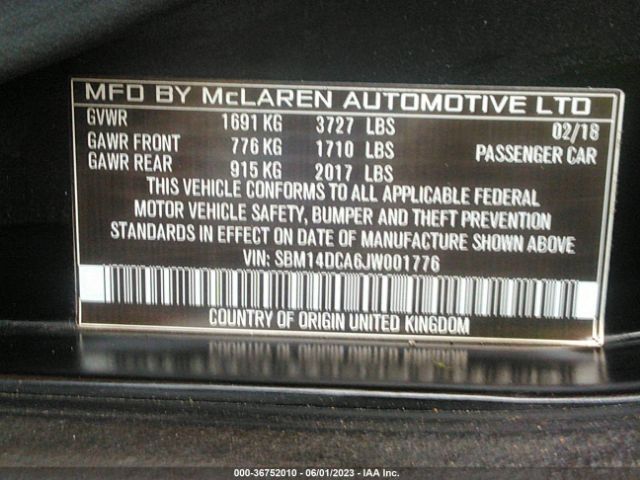 MFD BY McLAREN AUTOMOTIVE LTD
GVWR 1691 KG 3727 LBS 02/18
GAWR FRONT 776 KG 1710 LBS PASSENGER CAR
GAWR REAR 915 KG 2017 LBS
THIS VEHICLE CONFORMS TO ALL APPLICABLE FEDERAL
MOTOR VEHICLE SAFETY, BUMPER AND THEFT PREVENTION
STANDARDS IN EFFECT ON DATE OF MANUFACTURE SHOWN ABOVE
VIN: SBM14DCA6JW001776
COUNTRY OF ORIGIN UNITED KINGDOM
000-36752010 - 06/01/2023 - IAA Inc.